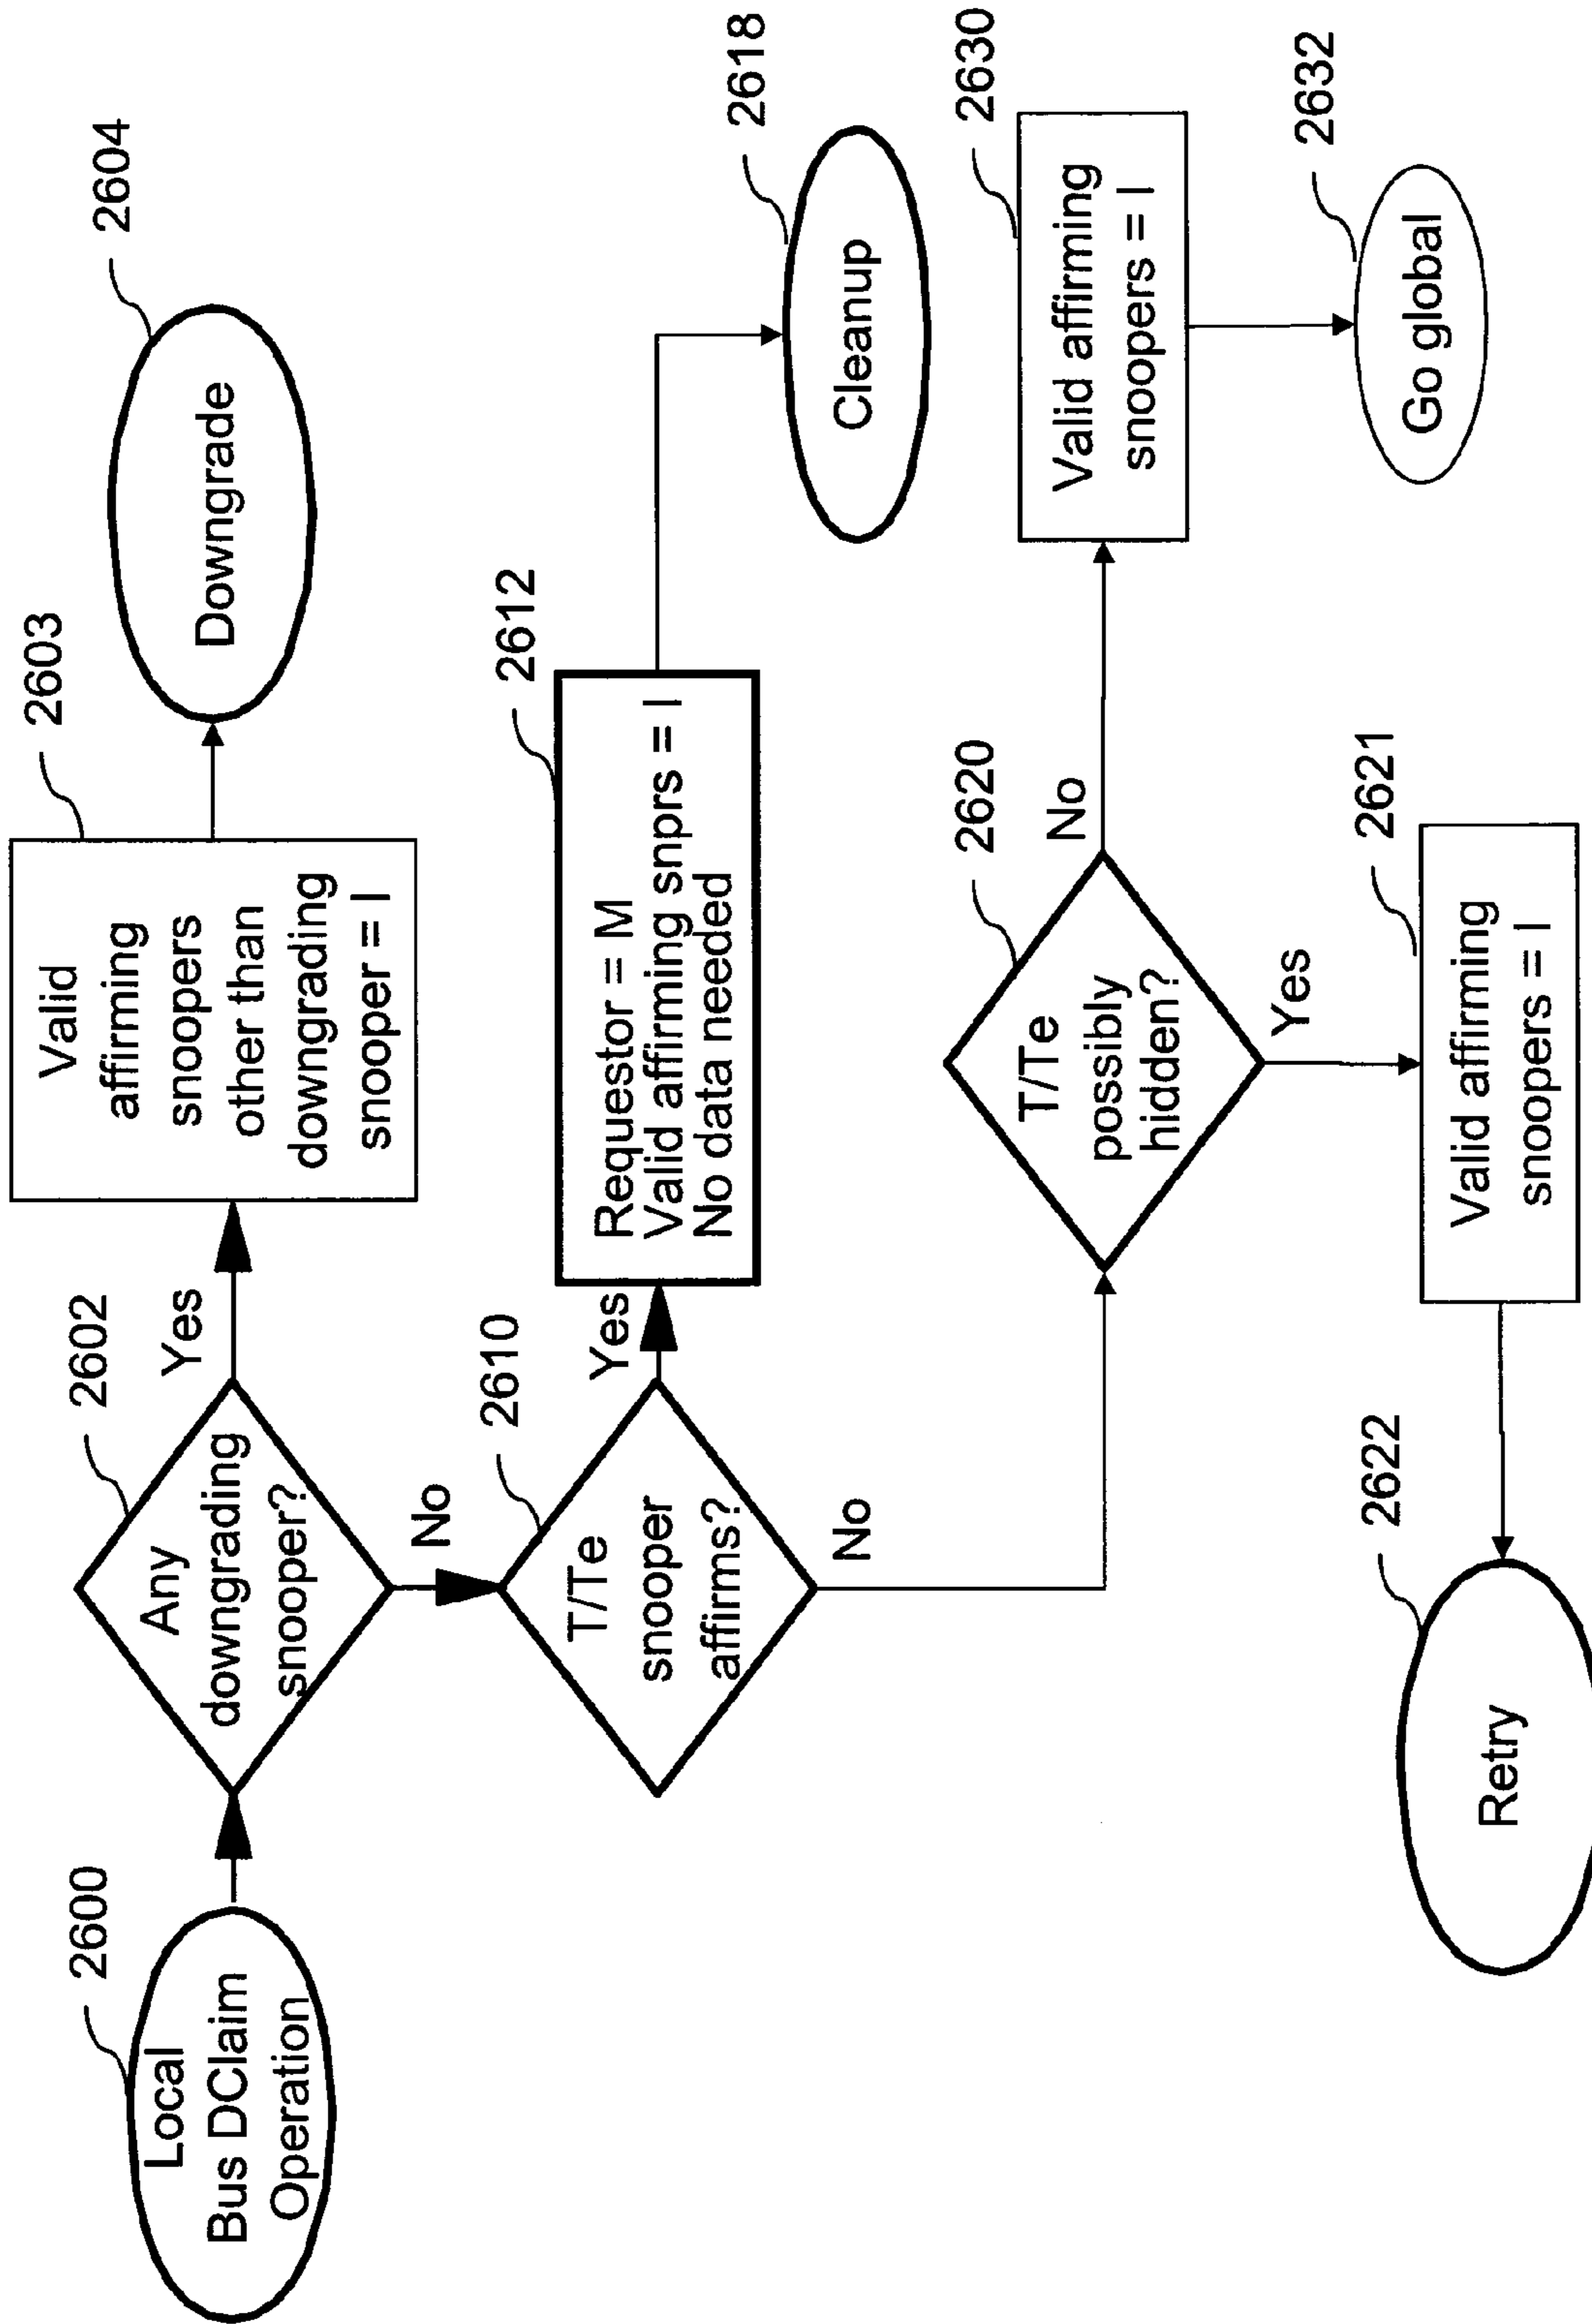 2600
Local
Bus DClaim
Operation
2602
Any
downgrading
snooper?
Yes
2603
Valid
affirming
snoopers
other than
downgrading
snooper = I
2604
Downgrade
No
2610
T/Te
snooper
affirms?
Yes
2612
Requestor = M
Valid affirming snprs = I
No data needed
2618
Cleanup
No
2620
T/Te
possibly
hidden?
No
2630
Valid affirming
snoopers = I
2632
Go global
Yes
2621
Valid affirming
snoopers = I
2622
Retry